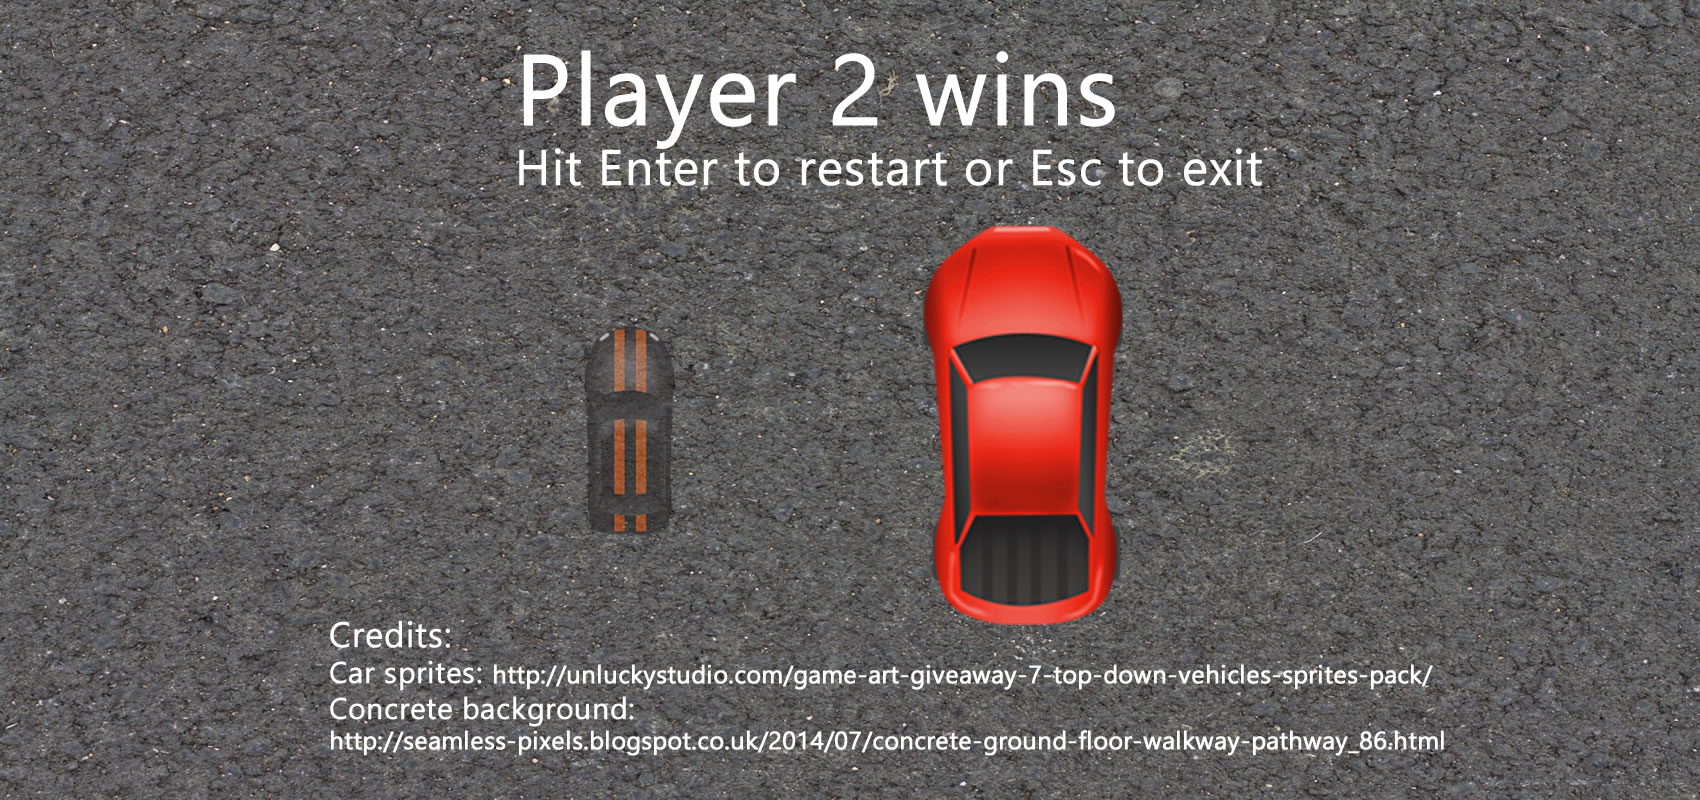 Player 2 wins
Hit Enter to restart or Esc to exit
Credits:
Car sprites: http://unluckystudio.com/game-art-giveaway-7-top-down-vehicles-sprites-pack/
Concrete background:
http://seamless-pixels.blogspot.co.uk/2014/07/concrete-ground-floor-walkway-pathway_86.html